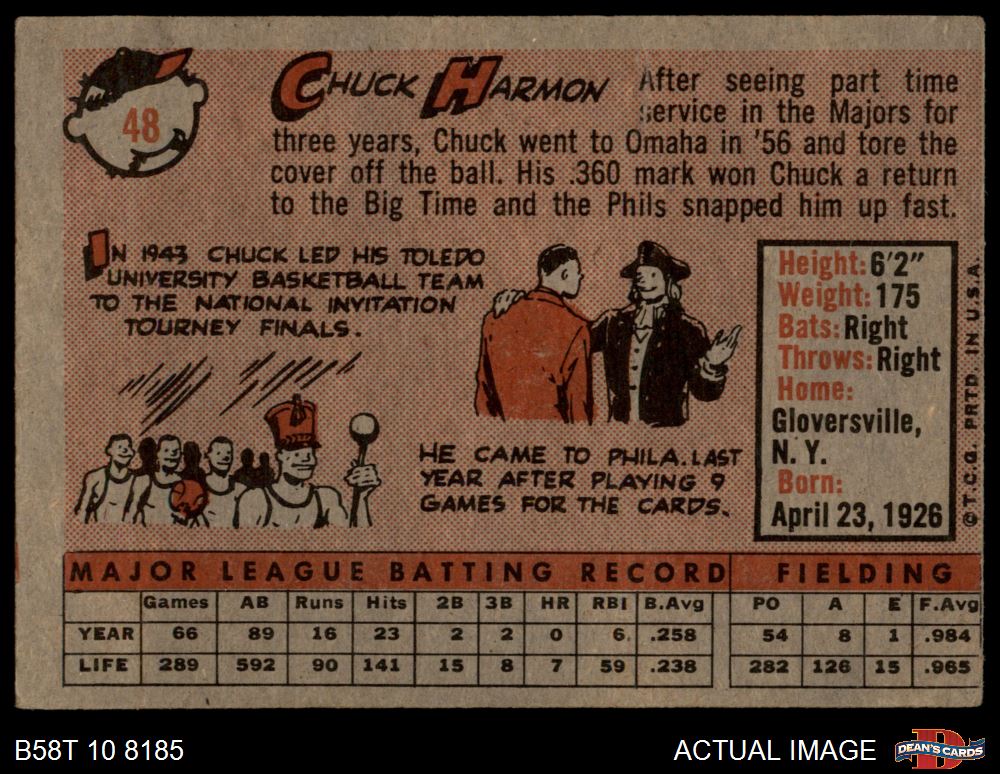 48
CHUCK HARMON
After seeing part time
service in the Majors for
three years, Chuck went to Omaha in '56 and tore the
cover off the ball. His .360 mark won Chuck a return
to the Big Time and the Phils snapped him up fast.
IN 1943 CHUCK LED HIS TOLEDO
UNIVERSITY BASKETBALL TEAM
TO THE NATIONAL INVITATION
TOURNEY FINALS.
HE CAME TO PHILA. LAST
YEAR AFTER PLAYING 9
GAMES FOR THE CARDS.
Height: 6'2"
Weight: 175
Bats: Right
Throws: Right
Home:
Gloversville,
N. Y.
Born:
April 23, 1926
© T.C.G. PRTD. IN U.S.A.
MAJOR LEAGUE BATTING RECORD FIELDING
Games AB Runs Hits 2B 3B HR RBI B.Avg PO A E F.Avg
YEAR 66 89 16 23 2 2 0 6 .258 54 8 1 .984
LIFE 289 592 90 141 15 8 7 59 .238 282 126 15 .965
B58T 10 8185
ACTUAL IMAGE
D
DEAN'S CARDS